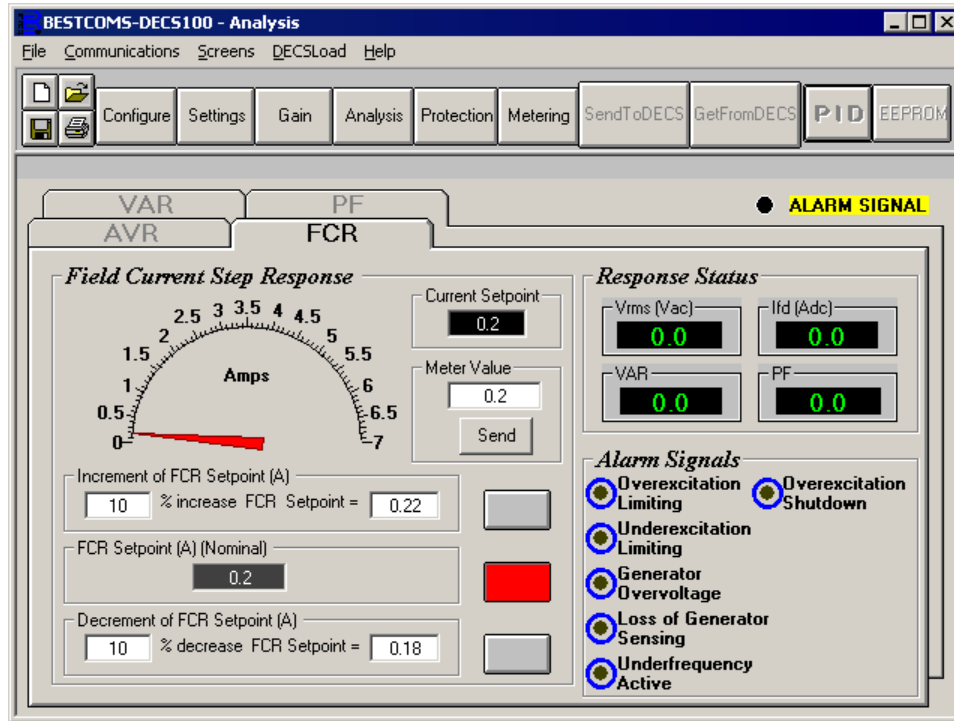 BESTCOMS-DECS100 - Analysis
File Communications Screens DECSLoad Help
Configure Settings Gain Analysis Protection Metering SendToDECS GetFromDECS PID EEPROM
VAR PF
ALARM SIGNAL
AVR FCR
Field Current Step Response
0 0.5 1 1.5 2 2.5 3 3.5 4 4.5 5 5.5 6 6.5 7
Amps
Current Setpoint
0.2
Meter Value
0.2
Send
Increment of FCR Setpoint (A)
10 % increase FCR Setpoint = 0.22
FCR Setpoint (A) (Nominal)
0.2
Decrement of FCR Setpoint (A)
10 % decrease FCR Setpoint = 0.18
Response Status
Vrms (Vac) Ifd (Adc)
0.0 0.0
VAR PF
0.0 0.0
Alarm Signals
Overexcitation Limiting
Overexcitation Shutdown
Underexcitation Limiting
Generator Overvoltage
Loss of Generator Sensing
Underfrequency Active